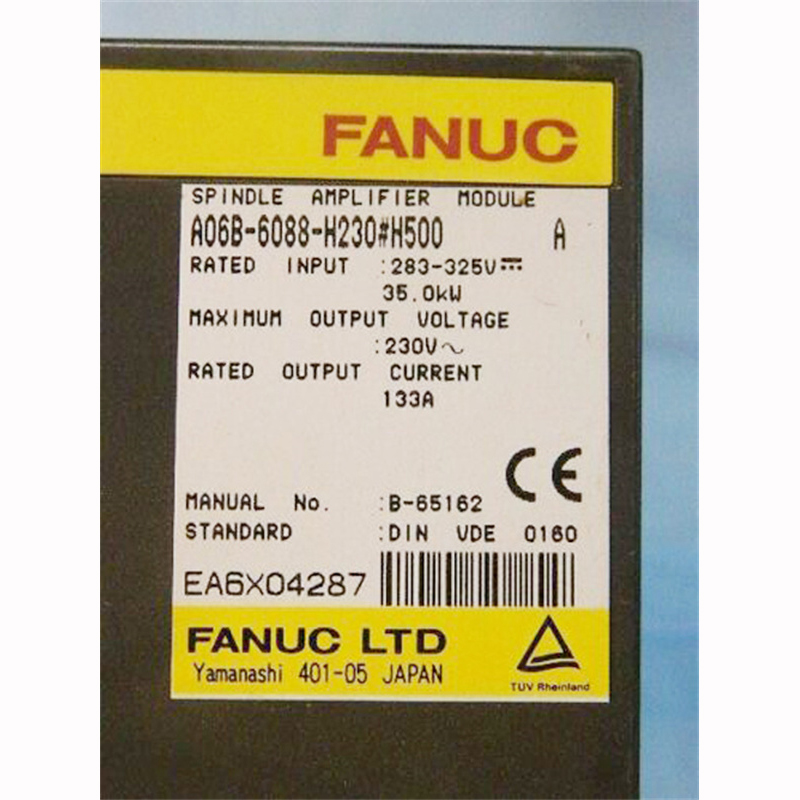 FANUC
SPINDLE AMPLIFIER MODULE
A06B-6088-H230#H500 A
RATED INPUT :283-325V⎓
35.0kW
MAXIMUM OUTPUT VOLTAGE
:230V~
RATED OUTPUT CURRENT
133A
CE
MANUAL No. :B-65162
STANDARD :DIN VDE 0160
EA6X04287
FANUC LTD
Yamanashi 401-05 JAPAN
TUV Rheinland